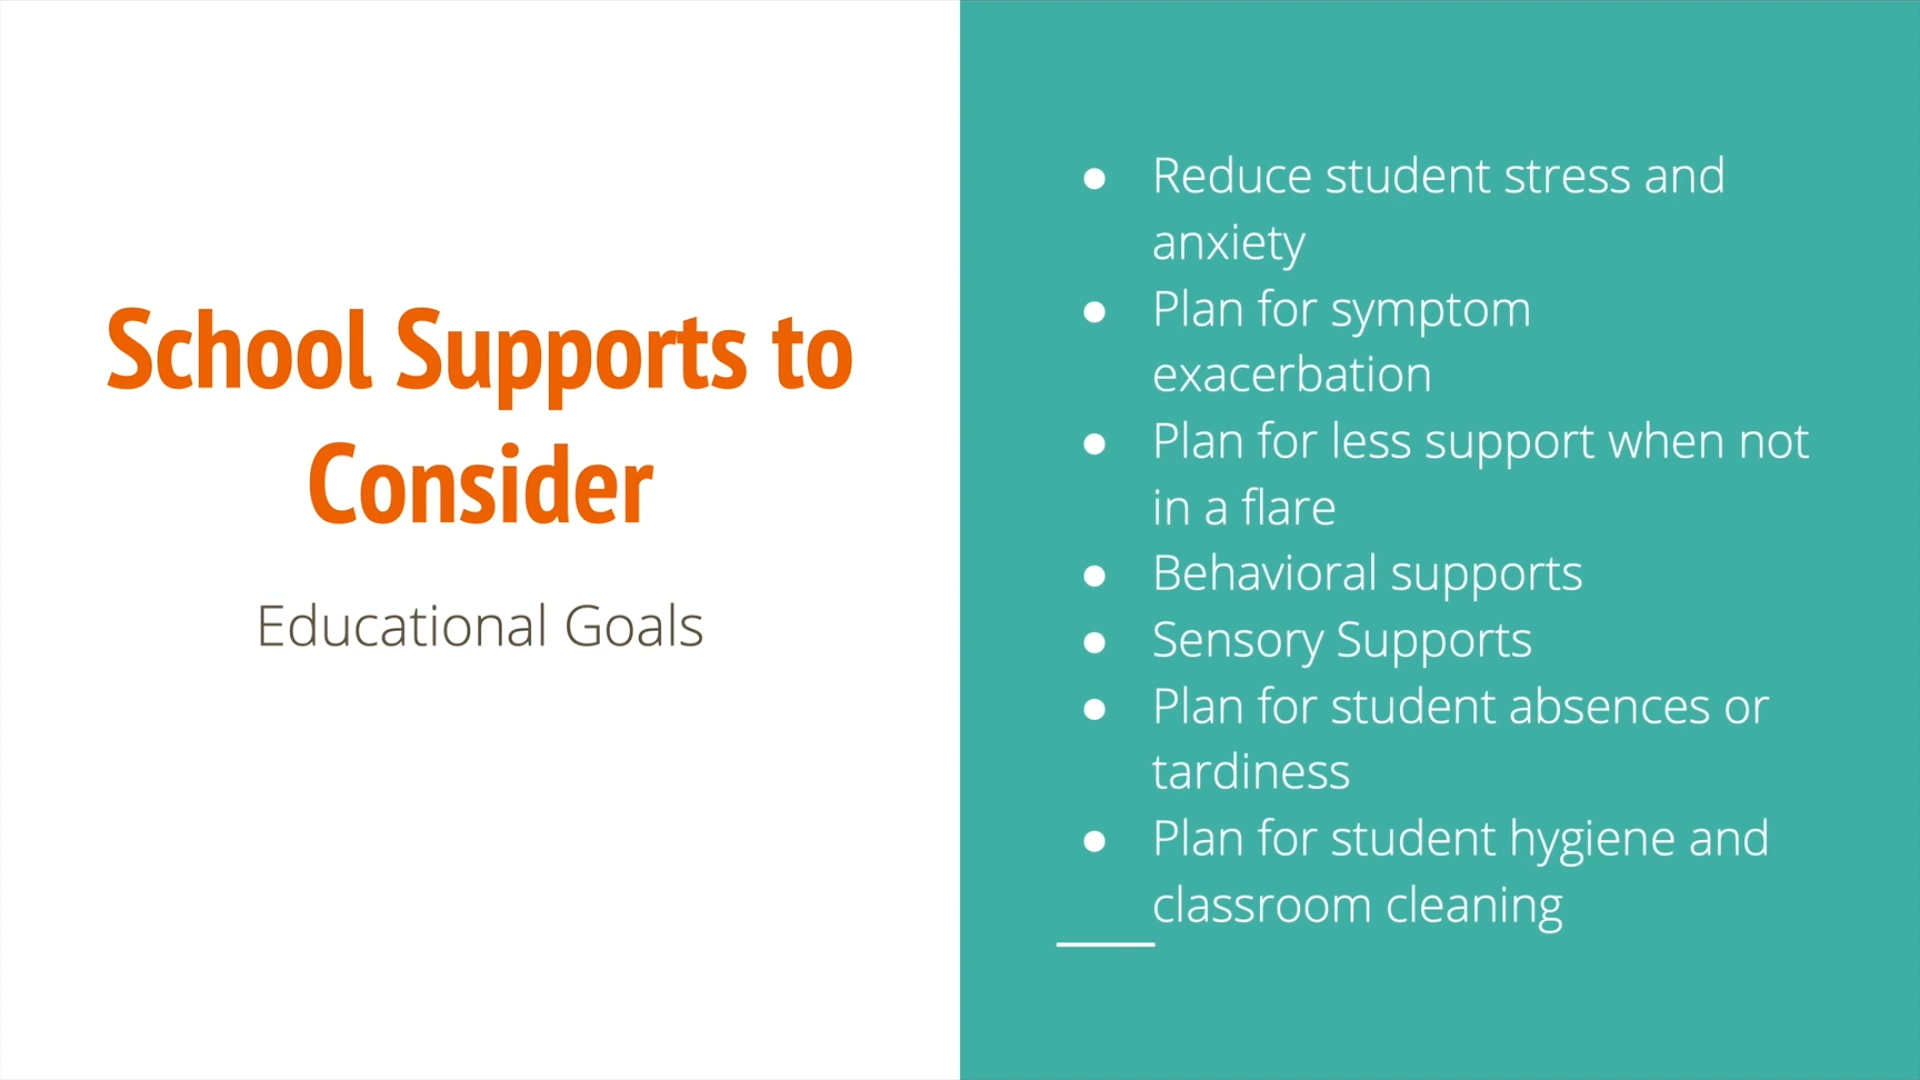 School Supports to
Consider
Educational Goals
● Reduce student stress and
anxiety
● Plan for symptom
exacerbation
● Plan for less support when not
in a flare
● Behavioral supports
● Sensory Supports
● Plan for student absences or
tardiness
● Plan for student hygiene and
classroom cleaning